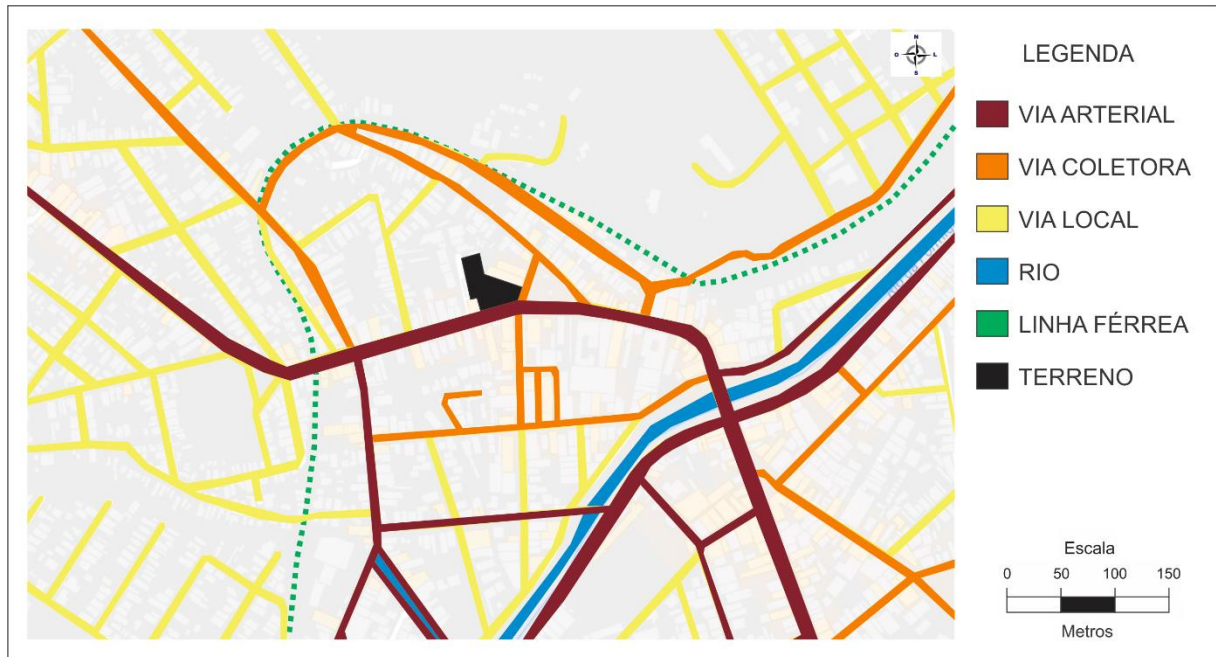 N
O L
S
LEGENDA
VIA ARTERIAL
VIA COLETORA
VIA LOCAL
RIO
LINHA FÉRREA
TERRENO
Escala
0 50 100 150
Metros